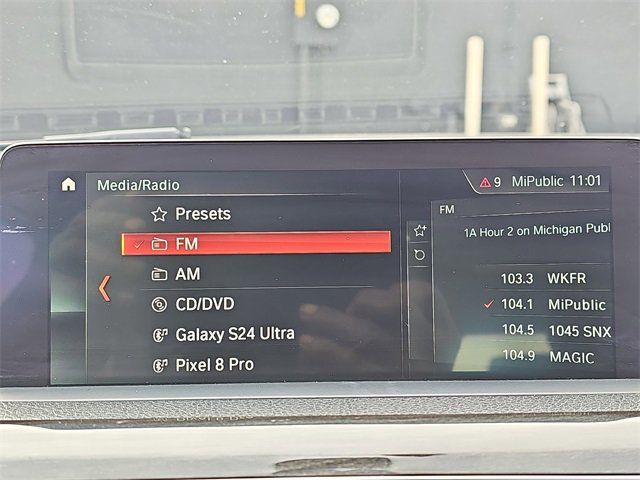 Media/Radio
9 MiPublic 11:01
Presets
FM
AM
CD/DVD
Galaxy S24 Ultra
Pixel 8 Pro
FM
1A Hour 2 on Michigan Publ
103.3 WKFR
104.1 MiPublic
104.5 1045 SNX
104.9 MAGIC